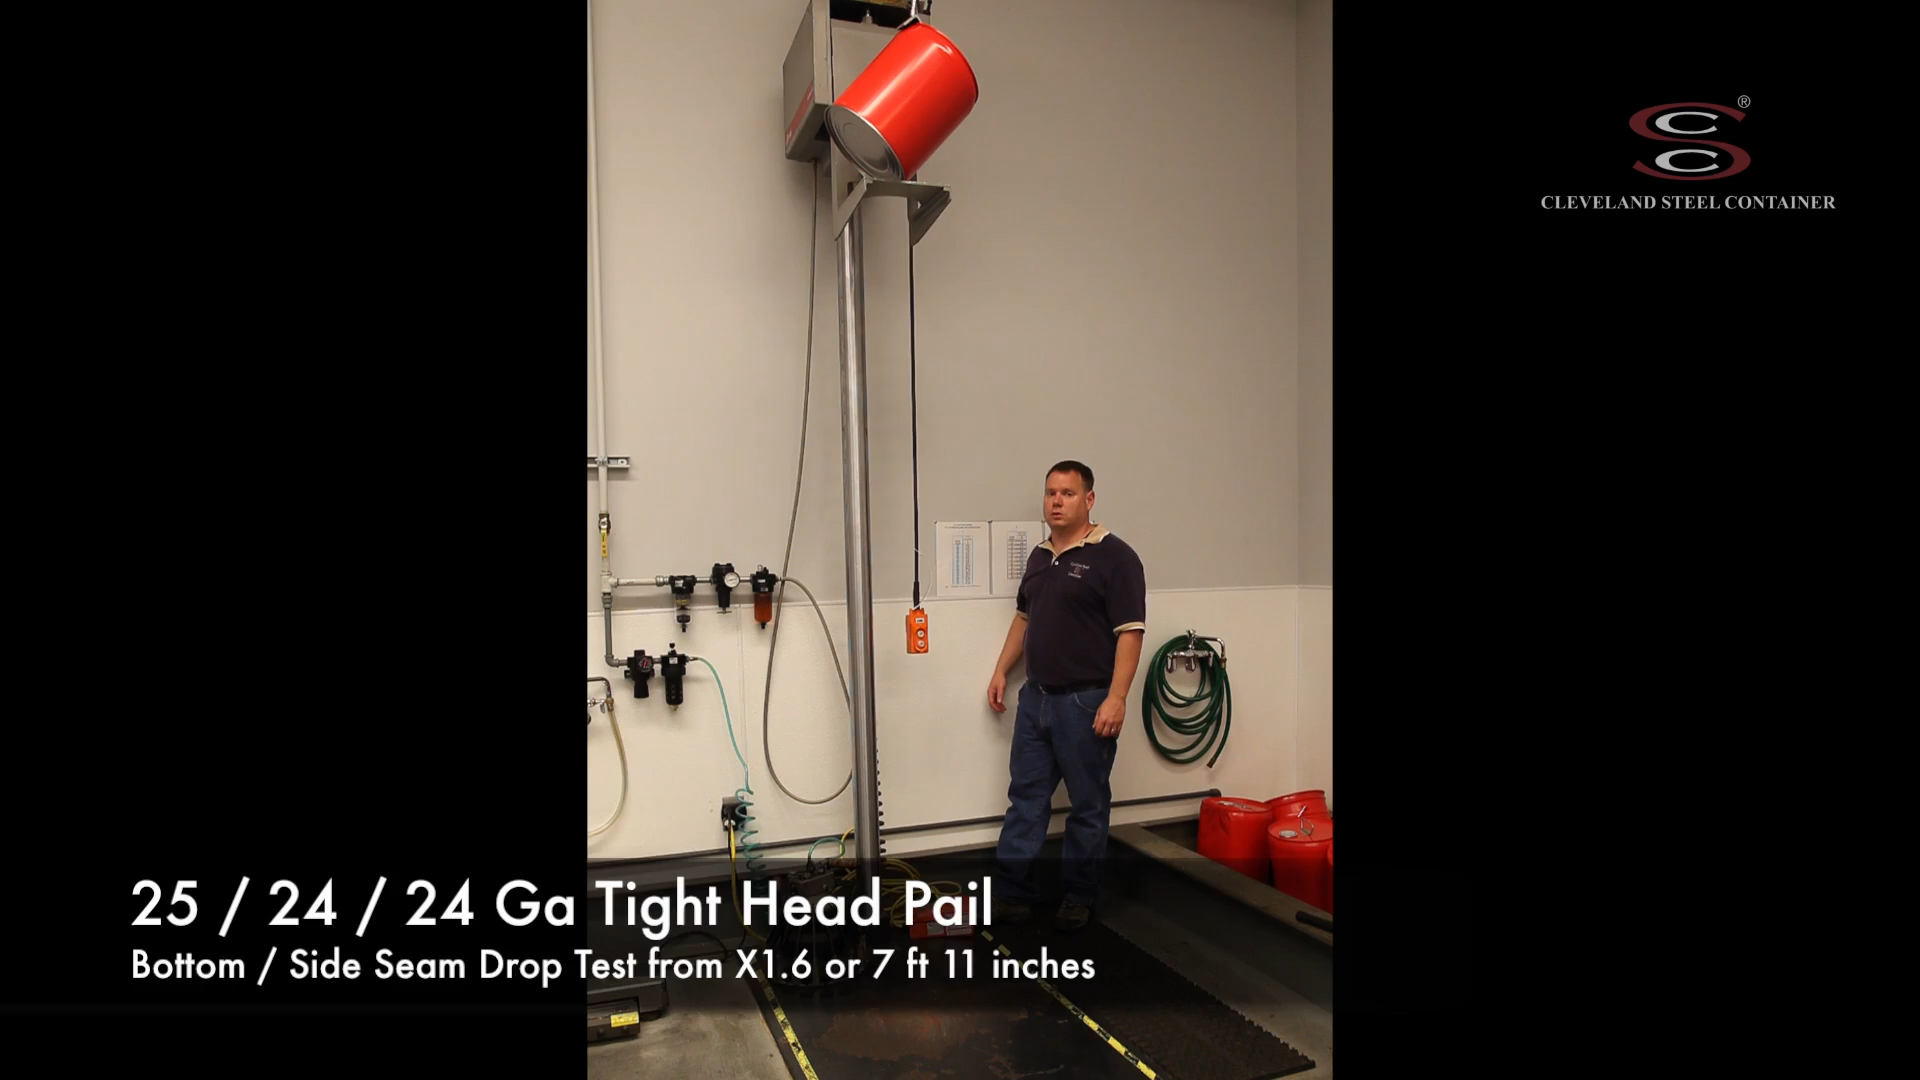 ®
CLEVELAND STEEL CONTAINER
25 / 24 / 24 Ga Tight Head Pail
Bottom / Side Seam Drop Test from X1.6 or 7 ft 11 inches